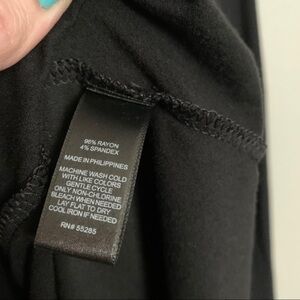 96% RAYON
4% SPANDEX
MADE IN PHILIPPINES
MACHINE WASH COLD
WITH LIKE COLORS
GENTLE CYCLE
ONLY NON-CHLORINE
BLEACH WHEN NEEDED
LAY FLAT TO DRY
COOL IRON IF NEEDED
RN# 55285